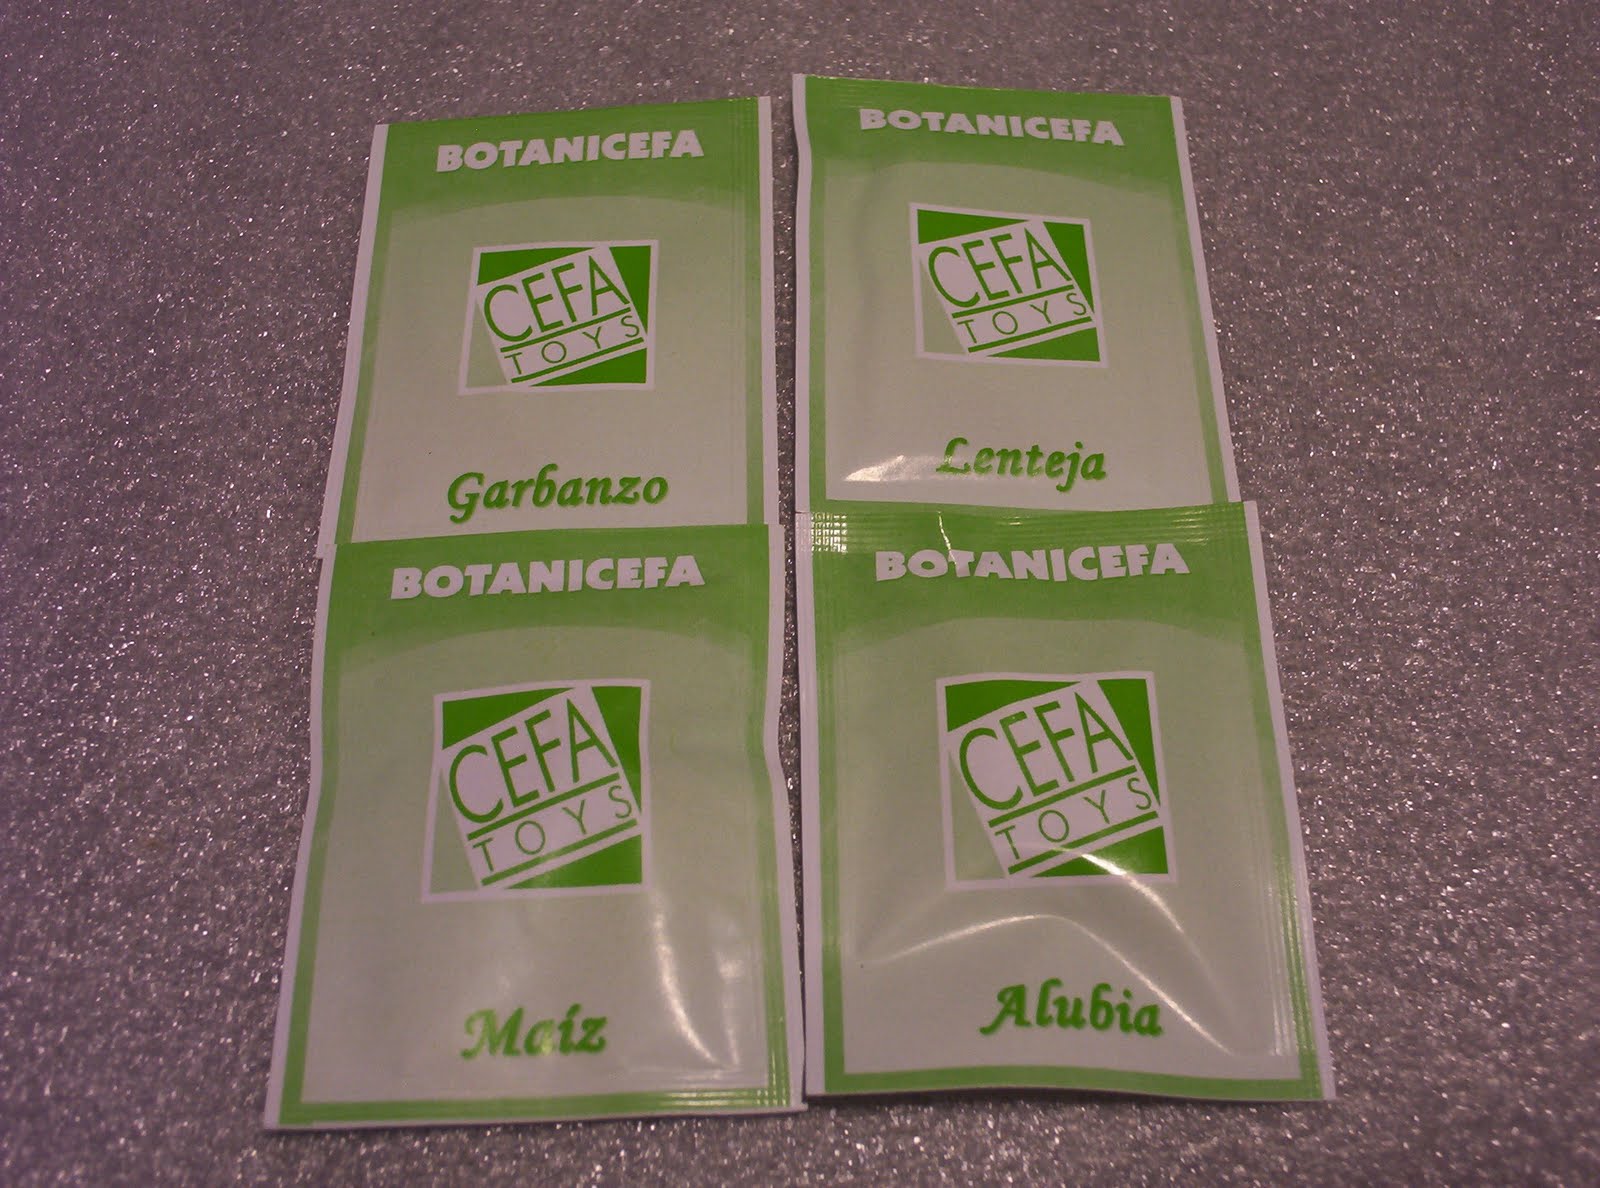 BOTANICEFA
CEFA
TOYS
Garbanzo
BOTANICEFA
CEFA
TOYS
Lenteja
BOTANICEFA
CEFA
TOYS
Maíz
BOTANICEFA
CEFA
TOYS
Alubia